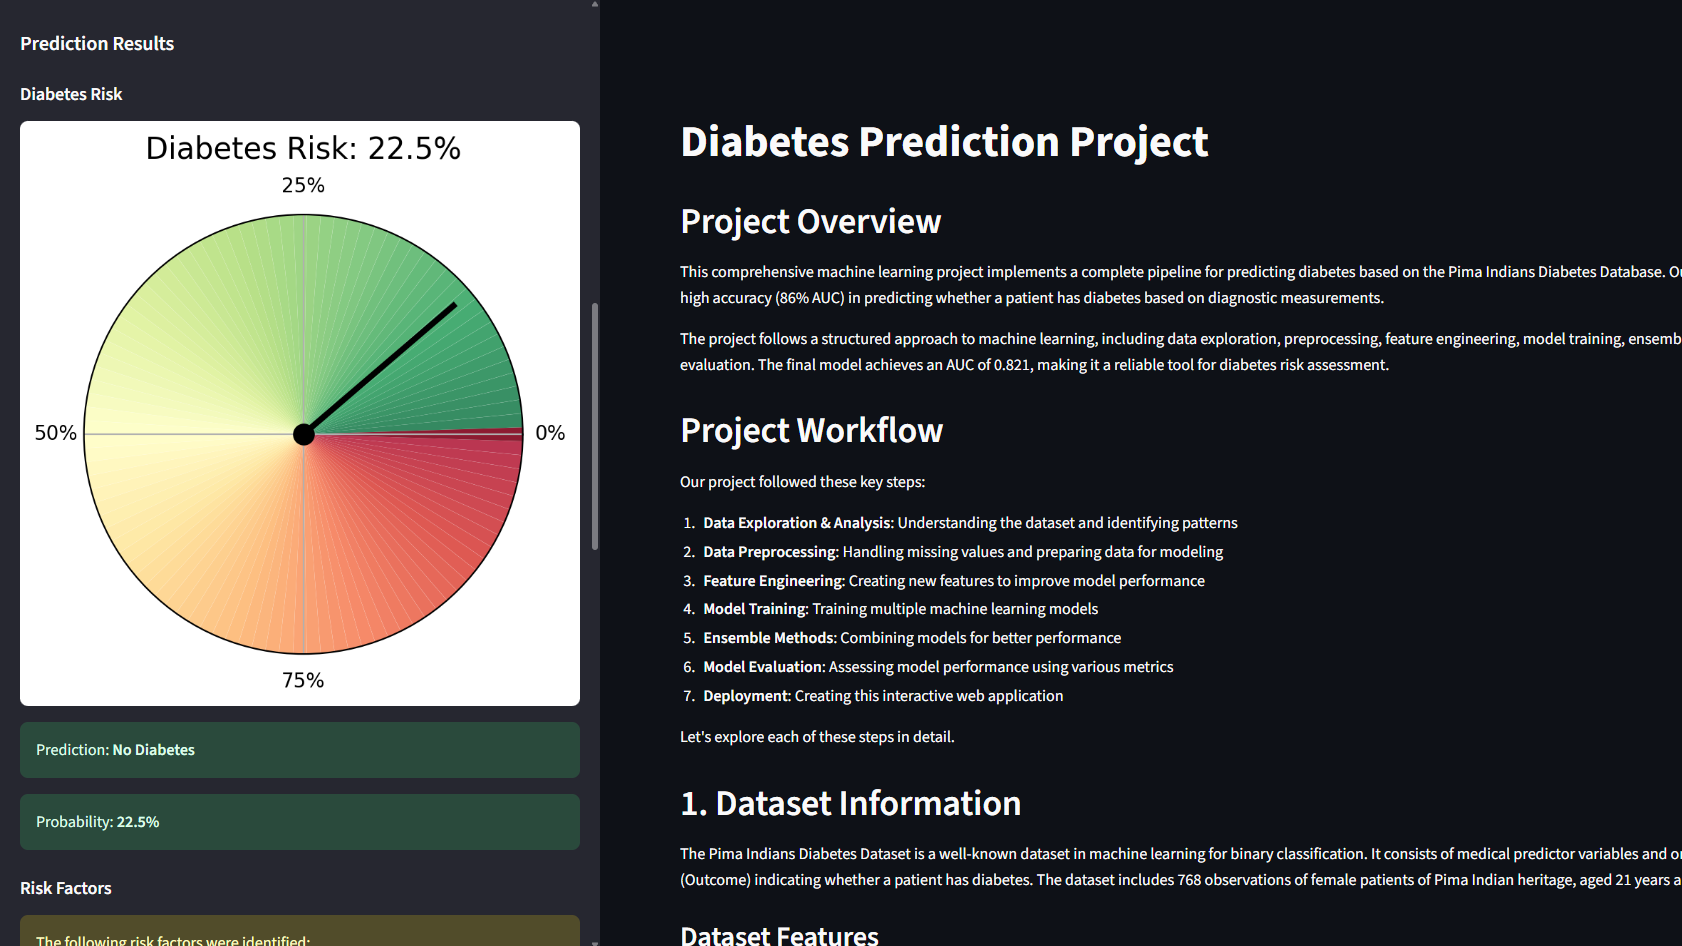 Prediction Results
Diabetes Risk
Diabetes Risk: 22.5%
25%
50%
0%
75%
Prediction: No Diabetes
Probability: 22.5%
Risk Factors
The following risk factors were identified:
Diabetes Prediction Project
Project Overview
This comprehensive machine learning project implements a complete pipeline for predicting diabetes based on the Pima Indians Diabetes Database.
high accuracy (86% AUC) in predicting whether a patient has diabetes based on diagnostic measurements.
The project follows a structured approach to machine learning, including data exploration, preprocessing, feature engineering, model training,
evaluation. The final model achieves an AUC of 0.821, making it a reliable tool for diabetes risk assessment.
Project Workflow
Our project followed these key steps:
1. Data Exploration & Analysis: Understanding the dataset and identifying patterns
2. Data Preprocessing: Handling missing values and preparing data for modeling
3. Feature Engineering: Creating new features to improve model performance
4. Model Training: Training multiple machine learning models
5. Ensemble Methods: Combining models for better performance
6. Model Evaluation: Assessing model performance using various metrics
7. Deployment: Creating this interactive web application
Let's explore each of these steps in detail.
1. Dataset Information
The Pima Indians Diabetes Dataset is a well-known dataset in machine learning for binary classification. It consists of medical predictor variables and
(Outcome) indicating whether a patient has diabetes. The dataset includes 768 observations of female patients of Pima Indian heritage, aged 21 years
Dataset Features